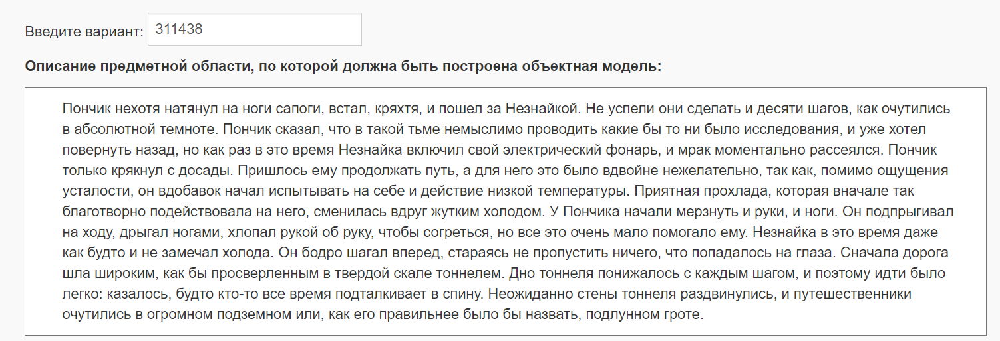 Введите вариант: 311438
Описание предметной области, по которой должна быть построена объектная модель:
Пончик нехотя натянул на ноги сапоги, встал, кряхтя, и пошел за Незнайкой. Не успели они сделать и десяти шагов, как очутились
в абсолютной темноте. Пончик сказал, что в такой тьме немыслимо проводить какие бы то ни было исследования, и уже хотел
повернуть назад, но как раз в это время Незнайка включил свой электрический фонарь, и мрак моментально рассеялся. Пончик
только крякнул с досады. Пришлось ему продолжать путь, а для него это было вдвойне нежелательно, так как, помимо ощущения
усталости, он вдобавок начал испытывать на себе и действие низкой температуры. Приятная прохлада, которая вначале так
благотворно подействовала на него, сменилась вдруг жутким холодом. У Пончика начали мерзнуть и руки, и ноги. Он подпрыгивал
на ходу, дрыгал ногами, хлопал рукой об руку, чтобы согреться, но все это очень мало помогало ему. Незнайка в это время даже
как будто и не замечал холода. Он бодро шагал вперед, стараясь не пропустить ничего, что попадалось на глаза. Сначала дорога
шла широким, как бы просверленным в твердой скале тоннелем. Дно тоннеля понижалось с каждым шагом, и поэтому идти было
легко: казалось, будто кто-то все время подталкивает в спину. Неожиданно стены тоннеля раздвинулись, и путешественники
очутились в огромном подземном или, как его правильнее было бы назвать, подлунном гроте.